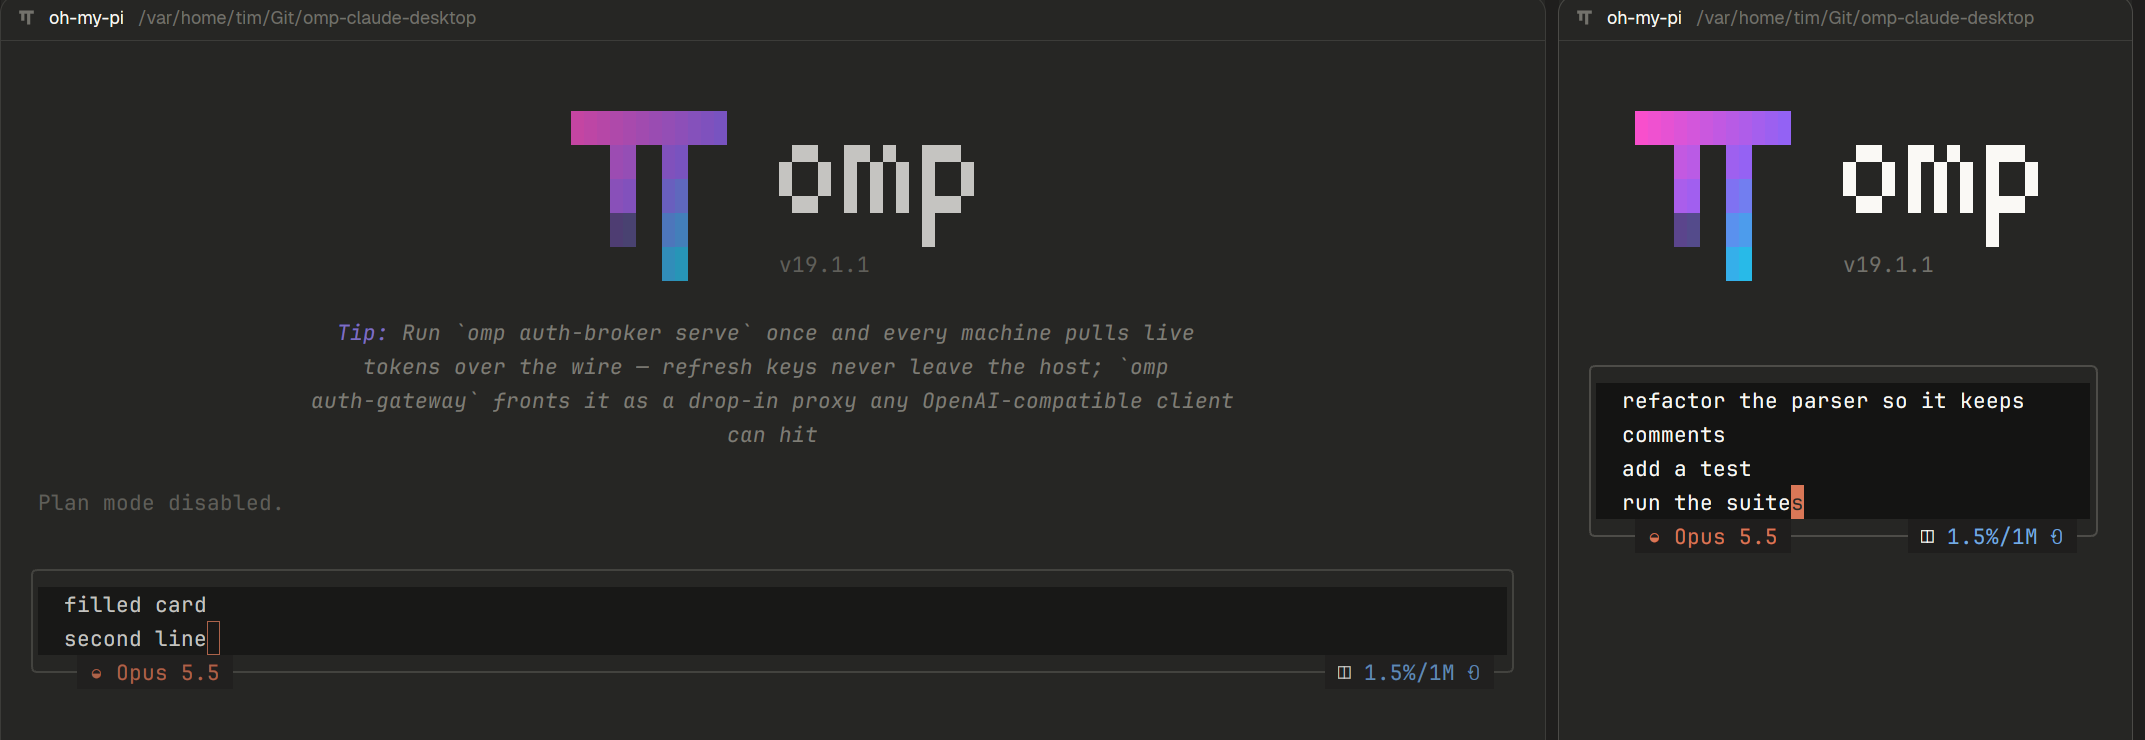 oh-my-pi /var/home/tim/Git/omp-claude-desktop
omp
v19.1.1
Tip: Run `omp auth-broker serve` once and every machine pulls live
tokens over the wire — refresh keys never leave the host; `omp
auth-gateway` fronts it as a drop-in proxy any OpenAI-compatible client
can hit
Plan mode disabled.
filled card
second line
Opus 5.5 1.5%/1M
oh-my-pi /var/home/tim/Git/omp-claude-desktop
omp
v19.1.1
refactor the parser so it keeps
comments
add a test
run the suites
Opus 5.5 1.5%/1M